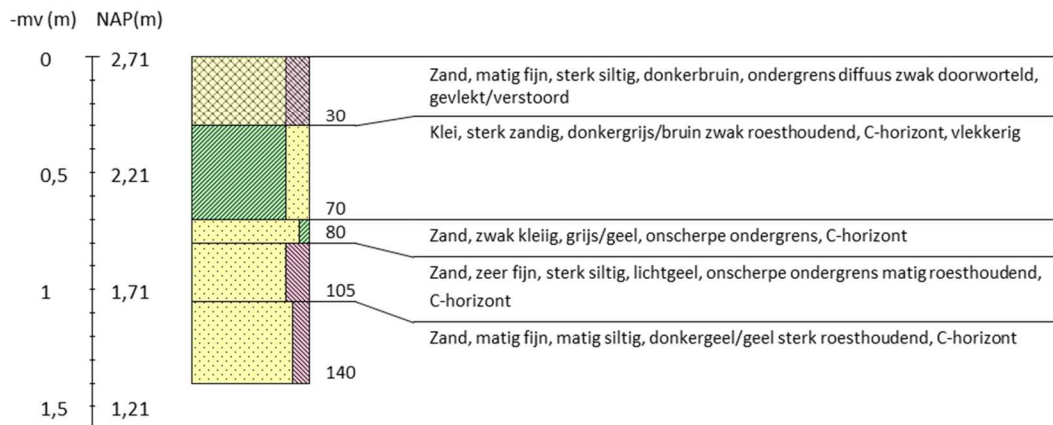 -mv (m) NAP(m)
0 2,71
Zand, matig fijn, sterk siltig, donkerbruin, ondergrens diffuus zwak doorworteld,
gevlekt/verstoord
30
Klei, sterk zandig, donkergrijs/bruin zwak roesthoudend, C-horizont, vlekkerig
0,5 2,21
70
80
Zand, zwak kleiig, grijs/geel, onscherpe ondergrens, C-horizont
Zand, zeer fijn, sterk siltig, lichtgeel, onscherpe ondergrens matig roesthoudend,
C-horizont
1 1,71
105
Zand, matig fijn, matig siltig, donkergeel/geel sterk roesthoudend, C-horizont
140
1,5 1,21